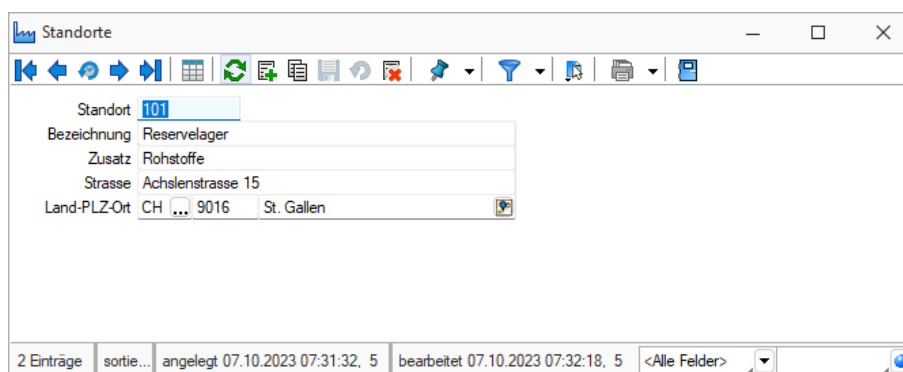 Standorte
Standort 101
Bezeichnung Reservelager
Zusatz Rohstoffe
Strasse Achslenstrasse 15
Land-PLZ-Ort CH ... 9016 St. Gallen
2 Einträge sortie... angelegt 07.10.2023 07:31:32, 5 bearbeitet 07.10.2023 07:32:18, 5 <Alle Felder>